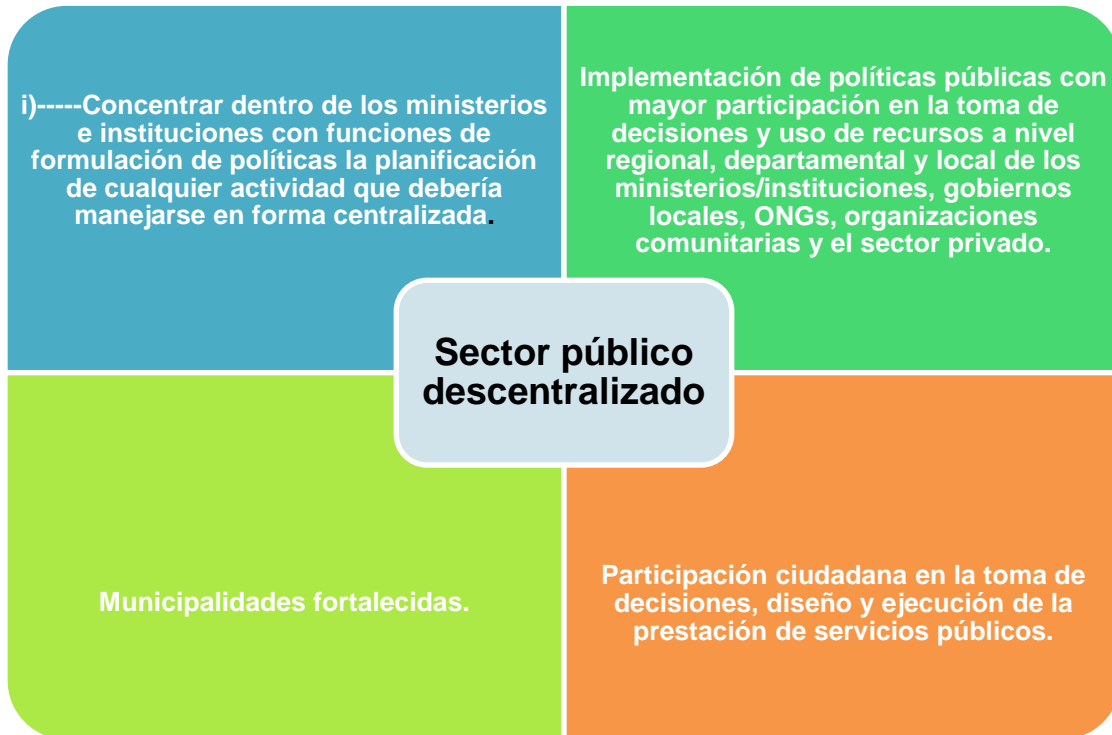 i)-----Concentrar dentro de los ministerios
e instituciones con funciones de
formulación de políticas la planificación
de cualquier actividad que debería
manejarse en forma centralizada.
Implementación de políticas públicas con
mayor participación en la toma de
decisiones y uso de recursos a nivel
regional, departamental y local de los
ministerios/instituciones, gobiernos
locales, ONGs, organizaciones
comunitarias y el sector privado.
Sector público
descentralizado
Municipalidades fortalecidas.
Participación ciudadana en la toma de
decisiones, diseño y ejecución de la
prestación de servicios públicos.